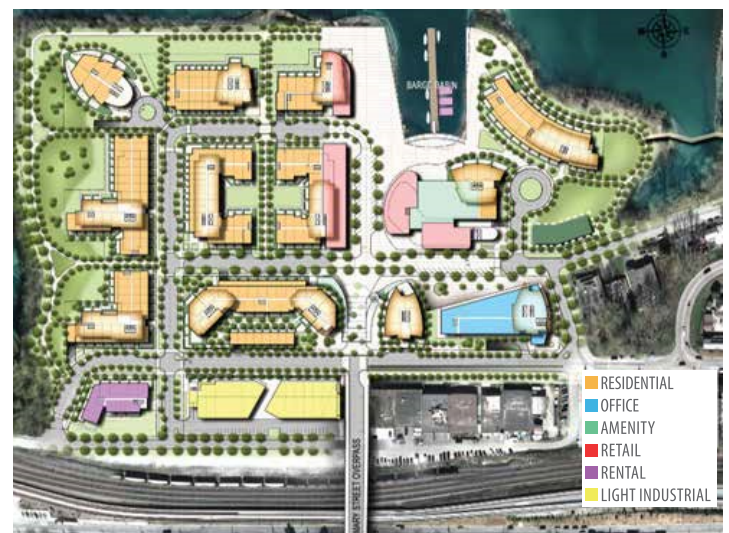 BARGE BASIN
RESIDENTIAL
OFFICE
AMENITY
RETAIL
RENTAL
LIGHT INDUSTRIAL
MARY STREET OVERPASS